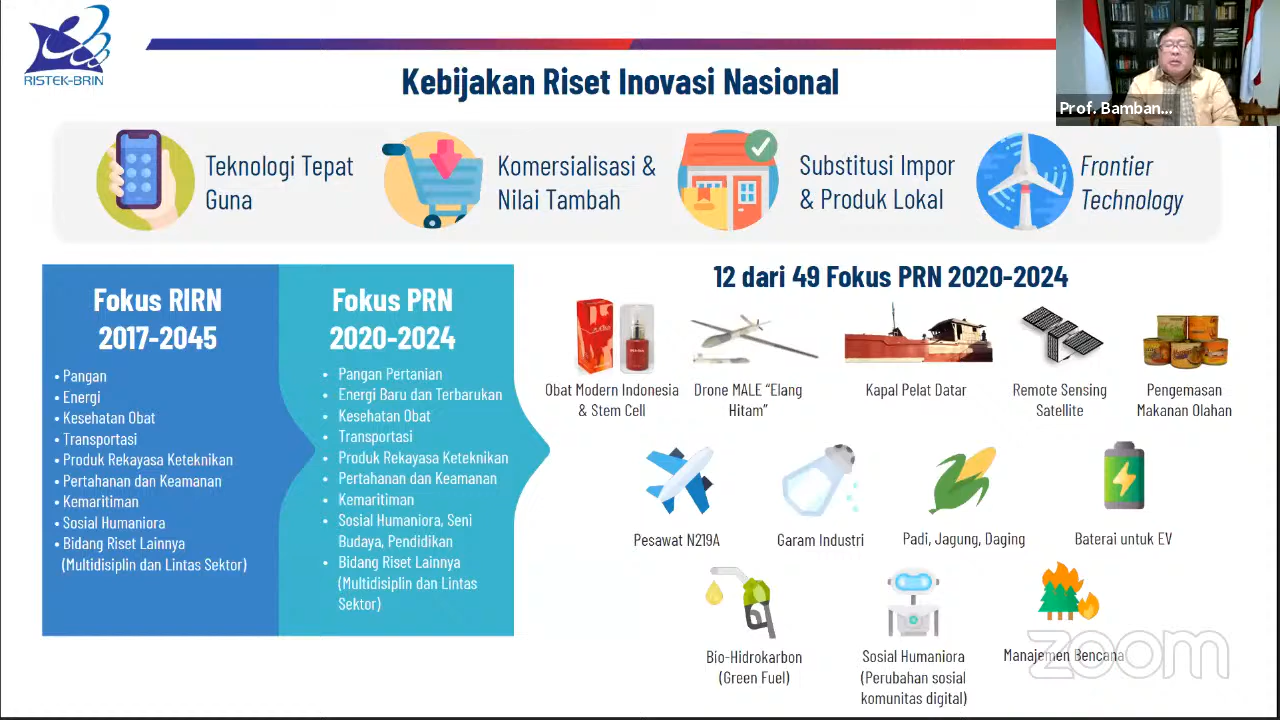 RISTEK-BRIN
Kebijakan Riset Inovasi Nasional
Prof. Bamban...
Teknologi Tepat
Guna
Komersialisasi &
Nilai Tambah
Substitusi Impor
& Produk Lokal
Frontier
Technology
Fokus RIRN
2017-2045
• Pangan
• Energi
• Kesehatan Obat
• Transportasi
• Produk Rekayasa Keteknikan
• Pertahanan dan Keamanan
• Kemaritiman
• Sosial Humaniora
• Bidang Riset Lainnya
(Multidisiplin dan Lintas Sektor)
Fokus PRN
2020-2024
• Pangan Pertanian
• Energi Baru dan Terbarukan
• Kesehatan Obat
• Transportasi
• Produk Rekayasa Keteknikan
• Pertahanan dan Keamanan
• Kemaritiman
• Sosial Humaniora, Seni
Budaya, Pendidikan
• Bidang Riset Lainnya
(Multidisiplin dan Lintas
Sektor)
12 dari 49 Fokus PRN 2020-2024
Obat Modern Indonesia
& Stem Cell
Drone MALE “Elang
Hitam”
Kapal Pelat Datar
Remote Sensing
Satellite
Pengemasan
Makanan Olahan
Pesawat N219A
Garam Industri
Padi, Jagung, Daging
Baterai untuk EV
Bio-Hidrokarbon
(Green Fuel)
Sosial Humaniora
(Perubahan sosial
komunitas digital)
Manajemen Bencana
zoom